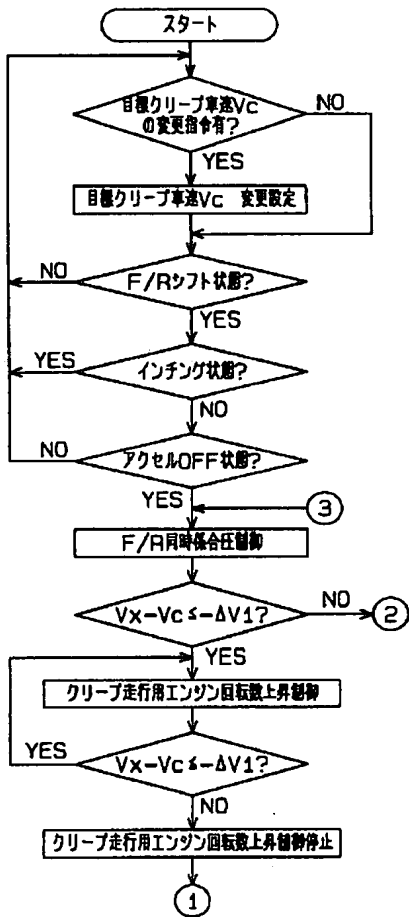 スタート
目標クリープ車速Vc
の変更指令有?
NO
YES
目標クリープ車速Vc 変更設定
NO
F/Rシフト状態?
YES
YES
インチング状態?
NO
NO
アクセルOFF状態?
YES
3
F/R同時係合圧制御
Vx-Vc≤-ΔV1?
NO
2
YES
クリープ走行用エンジン回転数上昇制御
YES
Vx-Vc≤-ΔV1?
NO
クリープ走行用エンジン回転数上昇制御停止
1